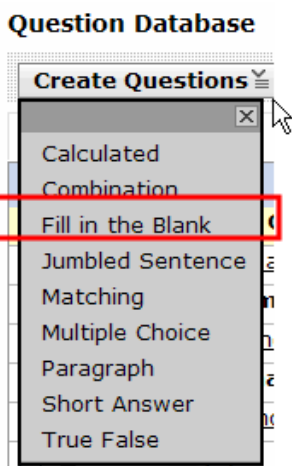 Question Database
Create Questions
Calculated
Combination
Fill in the Blank
Jumbled Sentence
Matching
Multiple Choice
Paragraph
Short Answer
True False